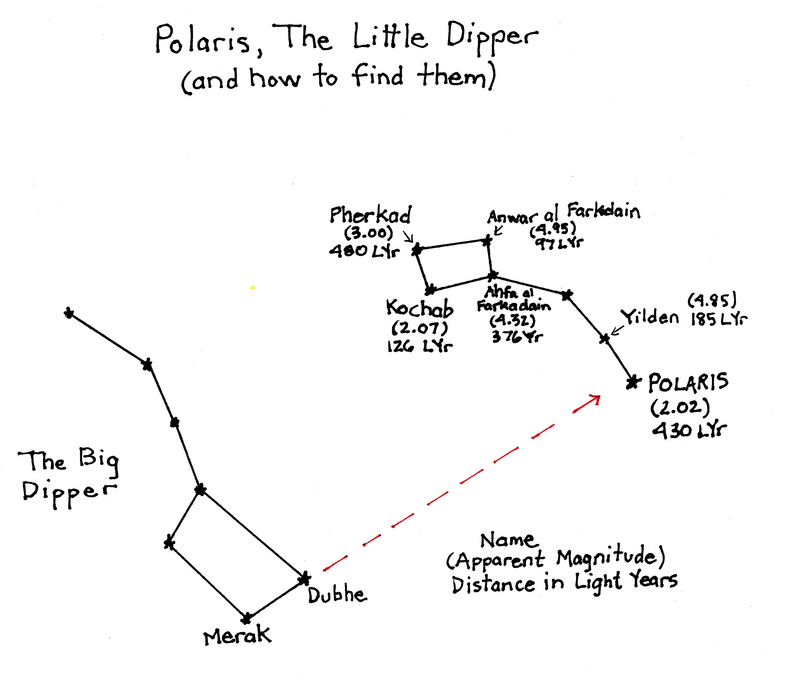 Polaris, The Little Dipper
(and how to find them)
Pherkad
(3.00)
480 LYr
Anwar al Farkdain
(4.95)
97 LYr
Kochab
(2.07)
126 LYr
Ahfa al
Farkadain
(4.32)
376 Yr
Yilden
(4.85)
185 LYr
POLARIS
(2.02)
430 LYr
The Big
Dipper
Dubhe
Merak
Name
(Apparent Magnitude)
Distance in Light Years